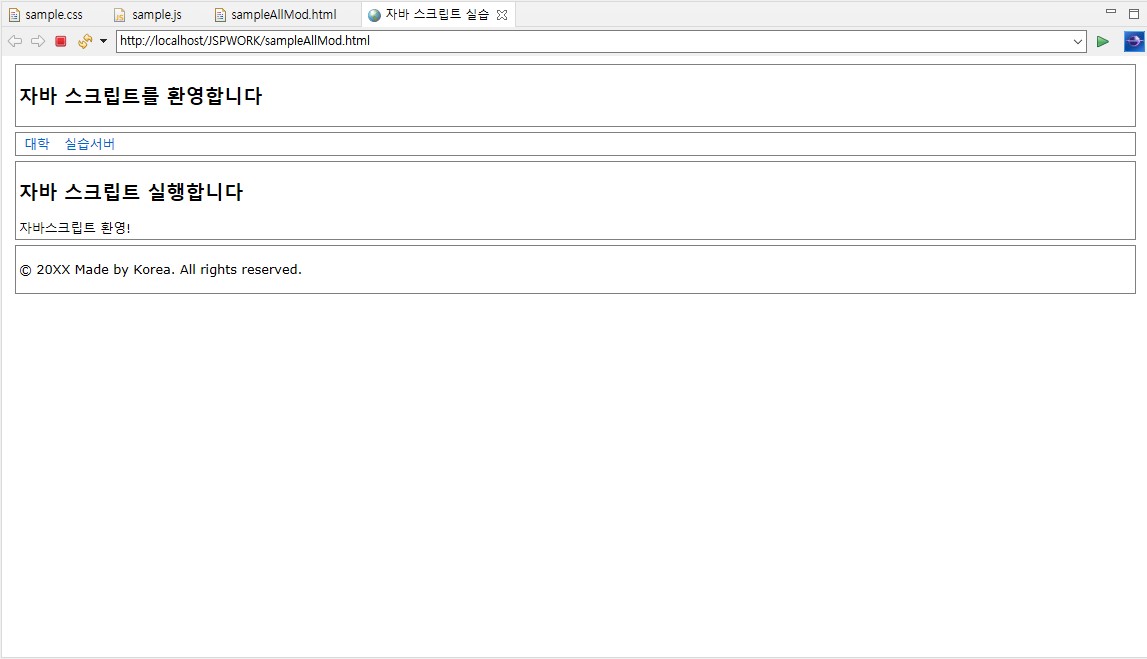 sample.css sample.js sampleAllMod.html 자바 스크립트 실습
http://localhost/JSPWORK/sampleAllMod.html
자바 스크립트를 환영합니다
대학 실습서버
자바 스크립트 실행합니다
자바스크립트 환영!
© 20XX Made by Korea. All rights reserved.